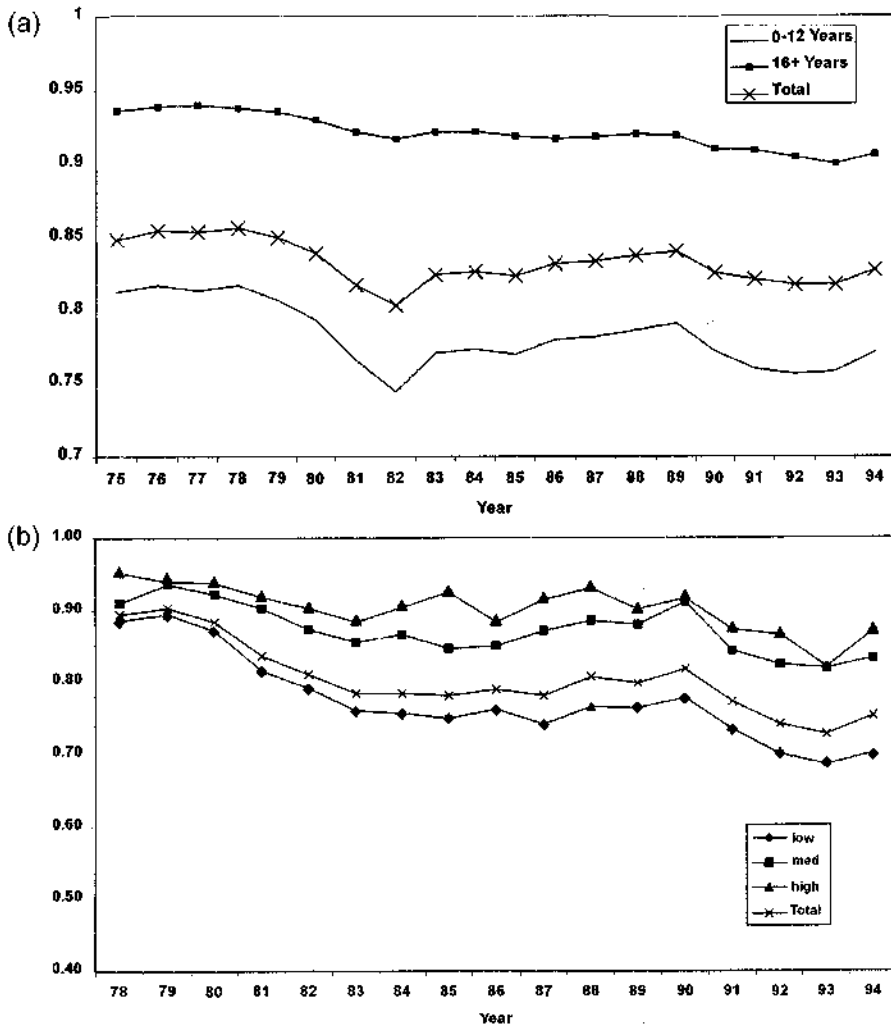 (a)
1
0.95
0.9
0.85
0.8
0.75
0.7
0-12 Years
16+ Years
Total
75 76 77 78 79 80 81 82 83 84 85 86 87 88 89 90 91 92 93 94
Year
(b)
1.00
0.90
0.80
0.70
0.60
0.50
0.40
low
med
high
Total
78 79 80 81 82 83 84 85 86 87 88 89 90 91 92 93 94
Year